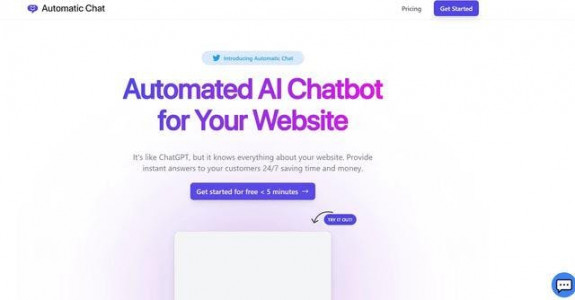 Automatic Chat
Pricing
Get Started
Introducing Automatic Chat
Automated AI Chatbot
for Your Website
It's like ChatGPT, but it knows everything about your website. Provide
instant answers to your customers 24/7 saving time and money.
Get started for free < 5 minutes →
TRY IT OUT!